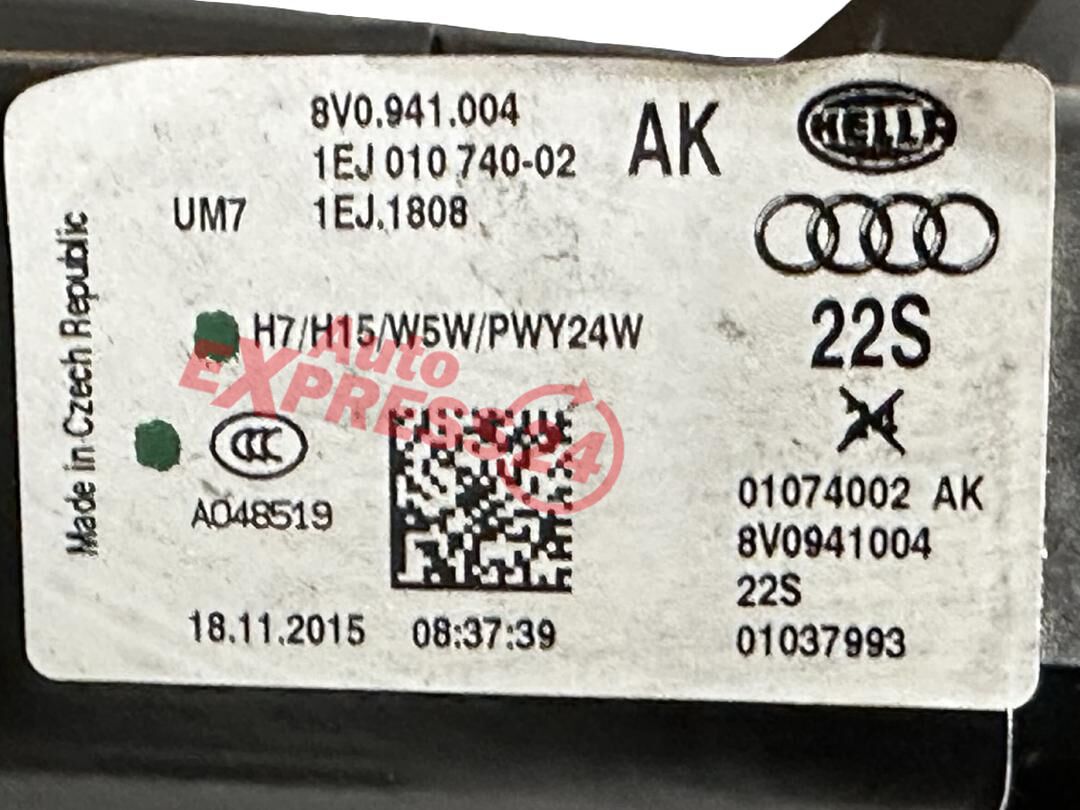 8V0.941.004
1EJ 010 740-02
AK
HELLA
UM7
1EJ.1808
Made in Czech Republic
22S
H7/H15/W5W/PWY24W
Auto
EXPRESS24
CCC
A048519
01074002 AK
8V0941004
22S
01037993
18.11.2015 08:37:39